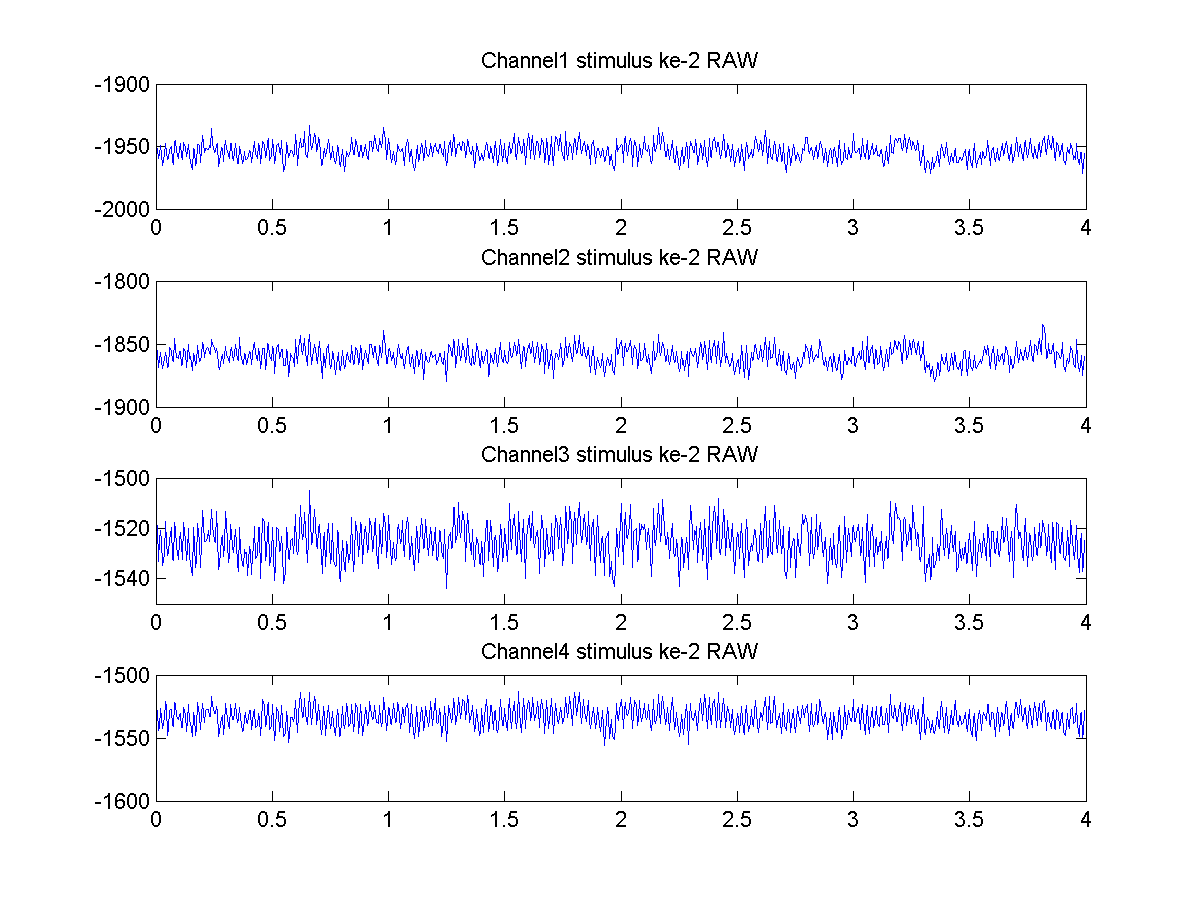 Channel1 stimulus ke-2 RAW
-1900
-1950
-2000
0 0.5 1 1.5 2 2.5 3 3.5 4
Channel2 stimulus ke-2 RAW
-1800
-1850
-1900
0 0.5 1 1.5 2 2.5 3 3.5 4
Channel3 stimulus ke-2 RAW
-1500
-1520
-1540
0 0.5 1 1.5 2 2.5 3 3.5 4
Channel4 stimulus ke-2 RAW
-1500
-1550
-1600
0 0.5 1 1.5 2 2.5 3 3.5 4